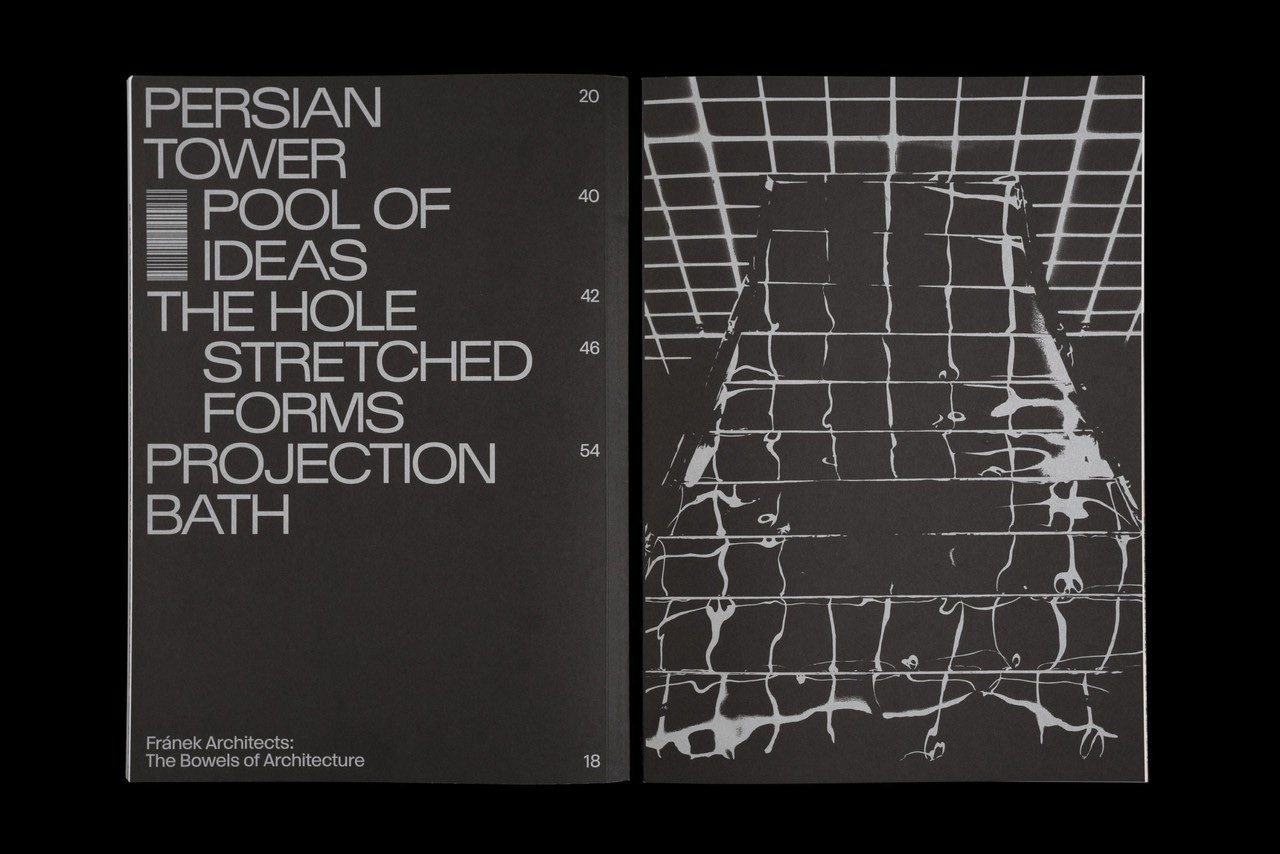 PERSIAN 20
TOWER
POOL OF 40
IDEAS
THE HOLE 42
STRETCHED 46
FORMS
PROJECTION 54
BATH
Fránek Architects:
The Bowels of Architecture 18